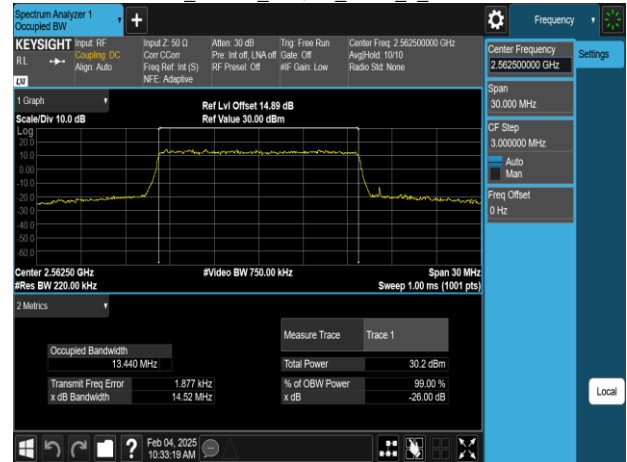 Spectrum Analyzer 1
Occupied BW
Frequency
KEYSIGHT
RL
LXI
Input: RF
Coupling: DC
Align: Auto
Input Z: 50 Ω
Corr CCorr
Freq Ref: Int (S)
NFE: Adaptive
Atten: 30 dB
Pre: Int off, LNA off
RF Presel: Off
Trig: Free Run
Gate: Off
#IF Gain: Low
Center Freq: 2.562500000 GHz
Avg|Hold: 10/10
Radio Std: None
Center Frequency
2.562500000 GHz
Settings
Span
30.000 MHz
CF Step
3.000000 MHz
Auto
Man
Freq Offset
0 Hz
Local
1 Graph
Scale/Div 10.0 dB
Ref Lvl Offset 14.89 dB
Ref Value 30.00 dBm
Log
20.0
10.0
0.00
-10.0
-20.0
-30.0
-40.0
-50.0
-60.0
Center 2.56250 GHz
#Res BW 220.00 kHz
#Video BW 750.00 kHz
Span 30 MHz
Sweep 1.00 ms (1001 pts)
2 Metrics
Measure Trace
Trace 1
Occupied Bandwidth
13.440 MHz
Total Power
30.2 dBm
Transmit Freq Error
1.877 kHz
% of OBW Power
99.00 %
x dB Bandwidth
14.52 MHz
x dB
-26.00 dB
?
Feb 04, 2025
10:33:19 AM